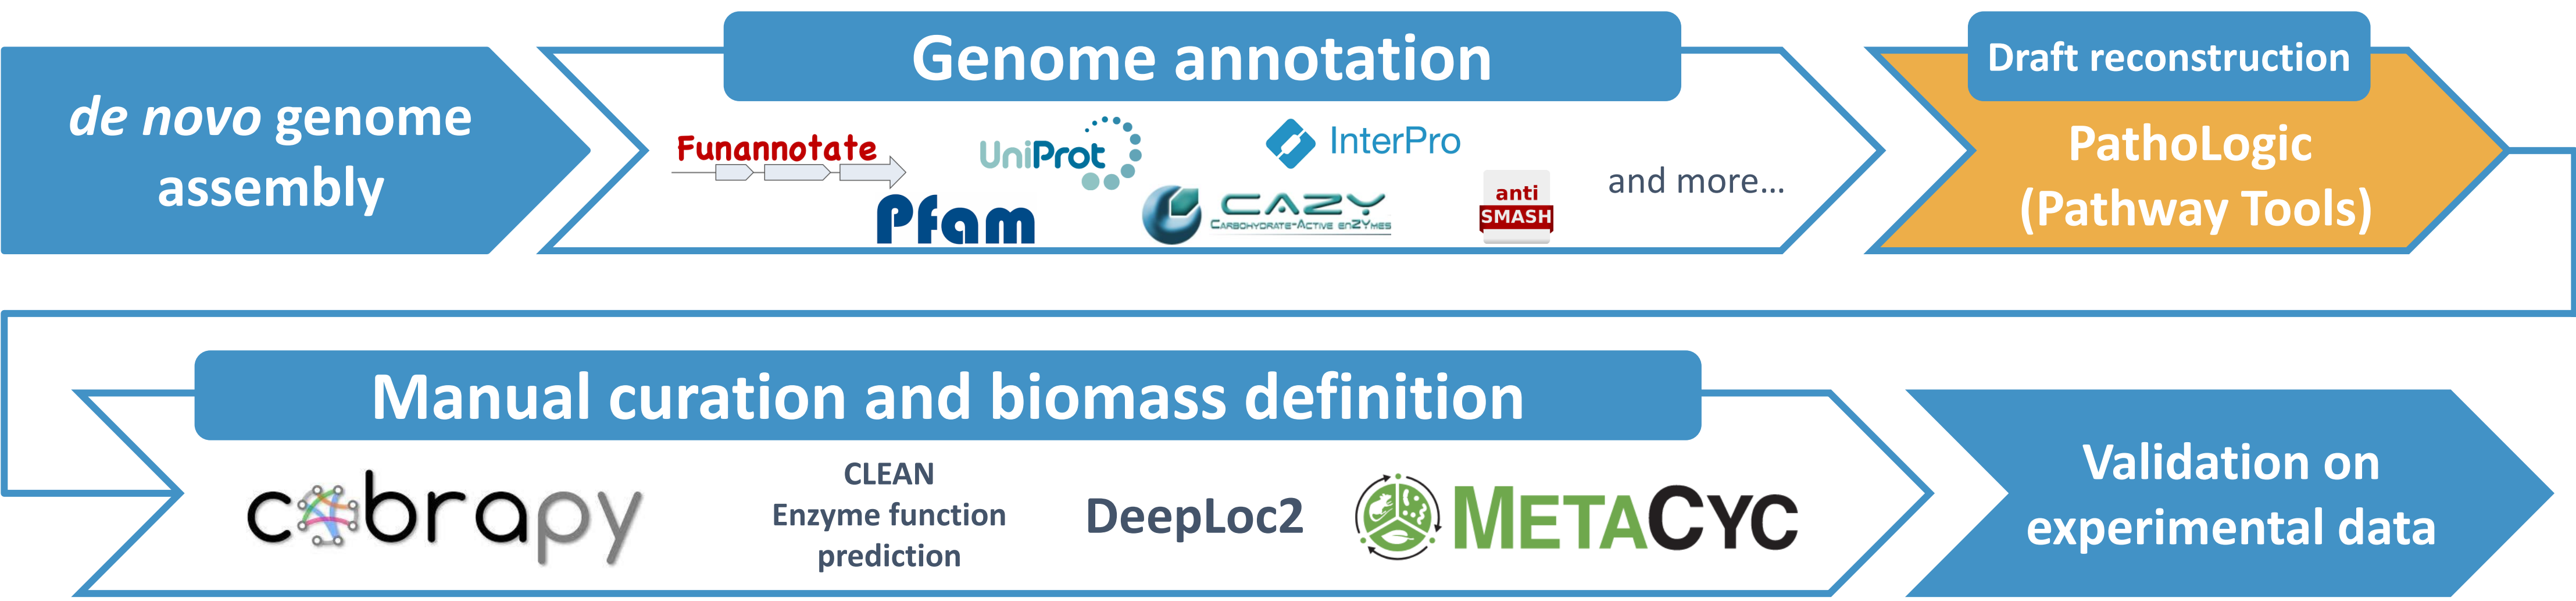 de novo genome
assembly
Genome annotation
Funannotate
UniProt
InterPro
Pfam
CAZY
CARBOHYDRATE-ACTIVE ENZYMES
anti
SMASH
and more...
Draft reconstruction
PathoLogic
(Pathway Tools)
Manual curation and biomass definition
cobrapy
CLEAN
Enzyme function
prediction
DeepLoc2
METACYC
Validation on
experimental data